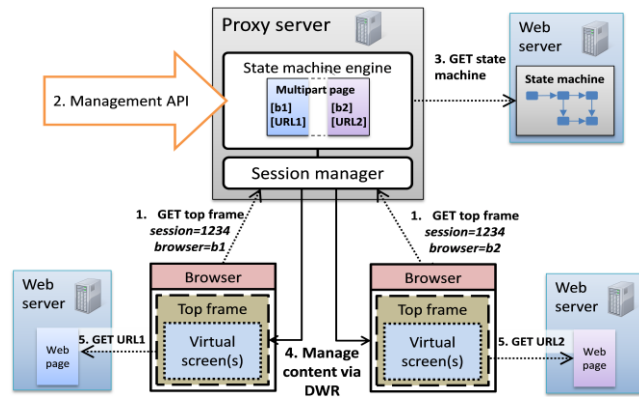 Proxy server
Web
server
State machine engine
3. GET state
machine
Multipart page
[b1] [b2]
[URL1] [URL2]
State machine
2. Management API
Session manager
1. GET top frame
session=1234
browser=b1
1. GET top frame
session=1234
browser=b2
Web
server
Browser
Browser
Web
server
Top frame
Top frame
5. GET URL1
Web
page
Virtual
screen(s)
4. Manage
content via
DWR
Virtual
screen(s)
5. GET URL2
Web
page